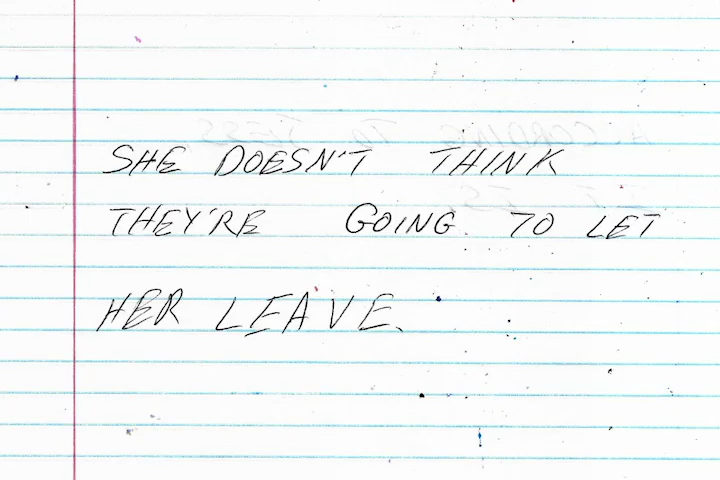 SHE DOESN'T THINK
THEY'RE GOING TO LET
HER LEAVE.